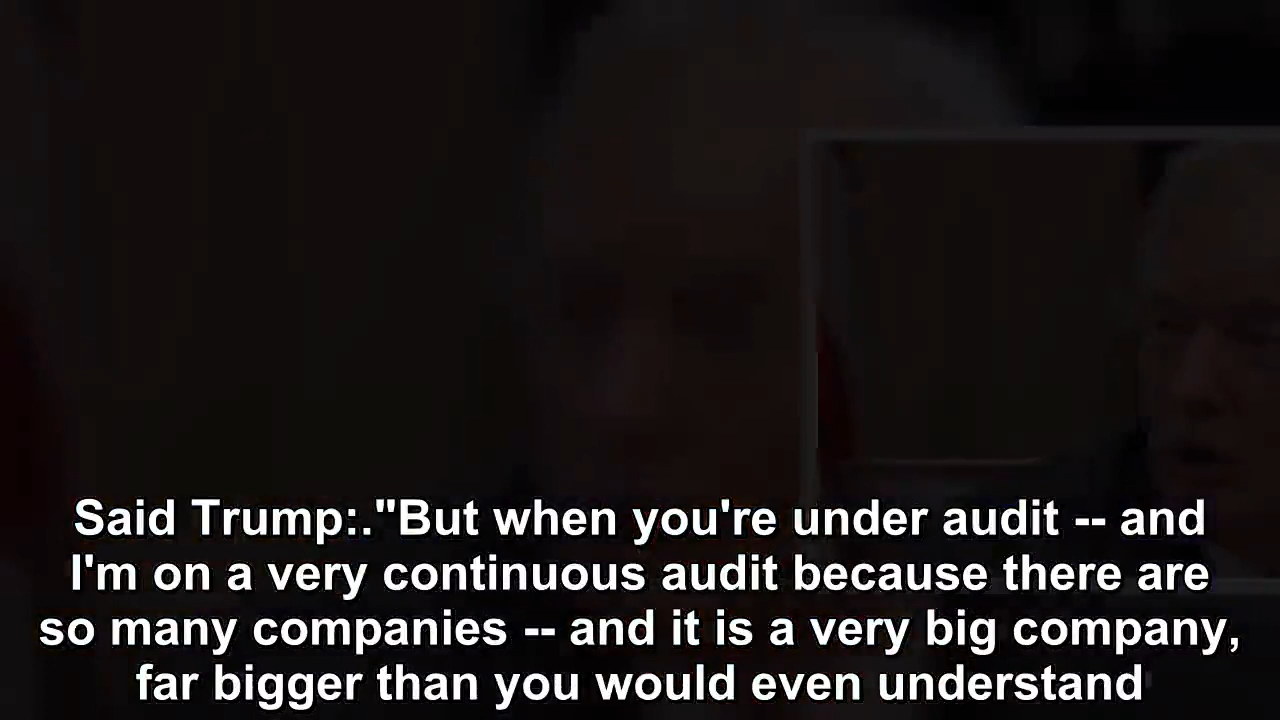 Said Trump:."But when you're under audit -- and
I'm on a very continuous audit because there are
so many companies -- and it is a very big company,
far bigger than you would even understand